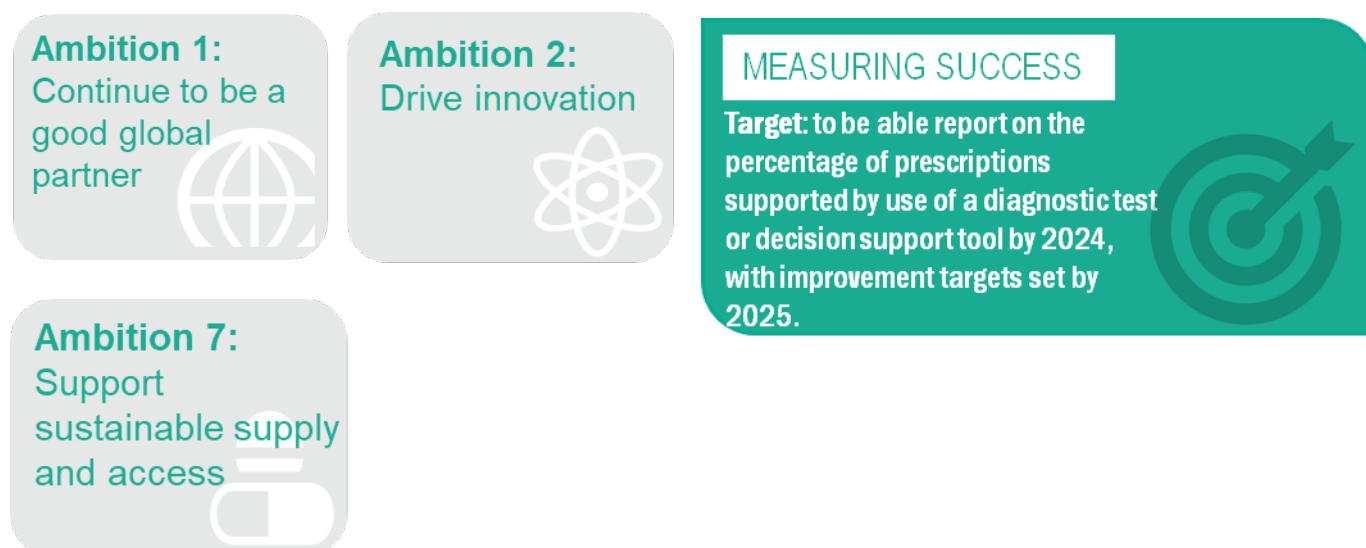 Ambition 1:
Continue to be a
good global
partner
Ambition 2:
Drive innovation
MEASURING SUCCESS
Target: to be able report on the
percentage of prescriptions
supported by use of a diagnostic test
or decision support tool by 2024,
with improvement targets set by
2025.
Ambition 7:
Support
sustainable supply
and access